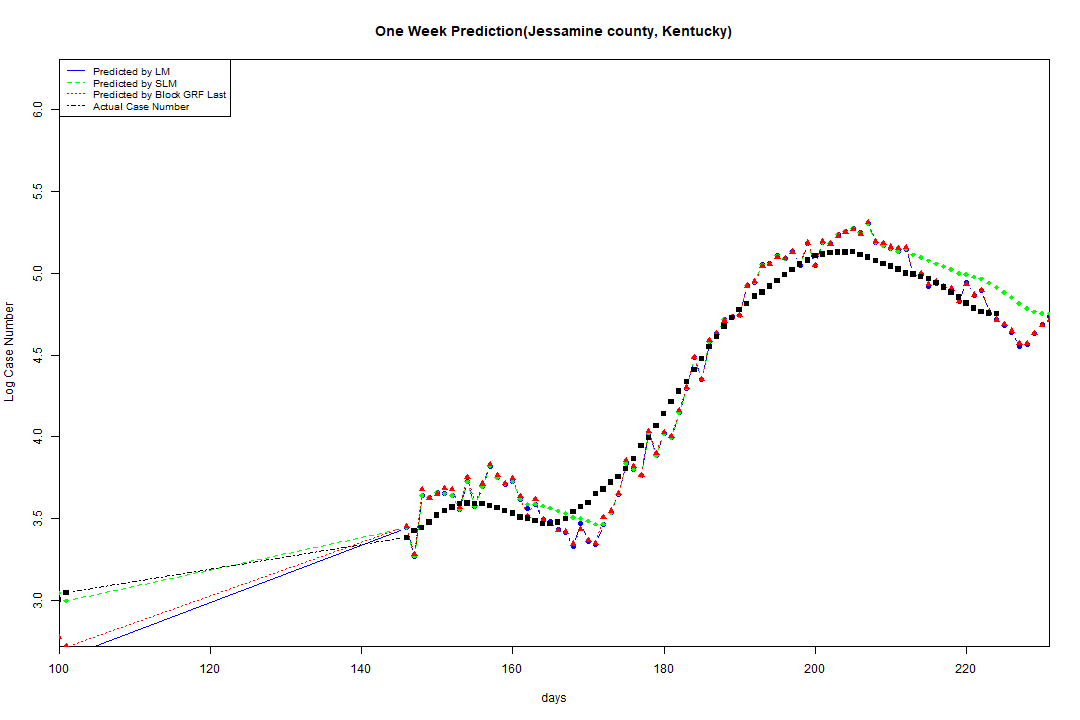 One Week Prediction(Jessamine county, Kentucky)
Predicted by LM
Predicted by SLM
Predicted by Block GRF Last
Actual Case Number
6.0
5.5
5.0
4.5
4.0
3.5
3.0
Log Case Number
100 120 140 160 180 200 220
days